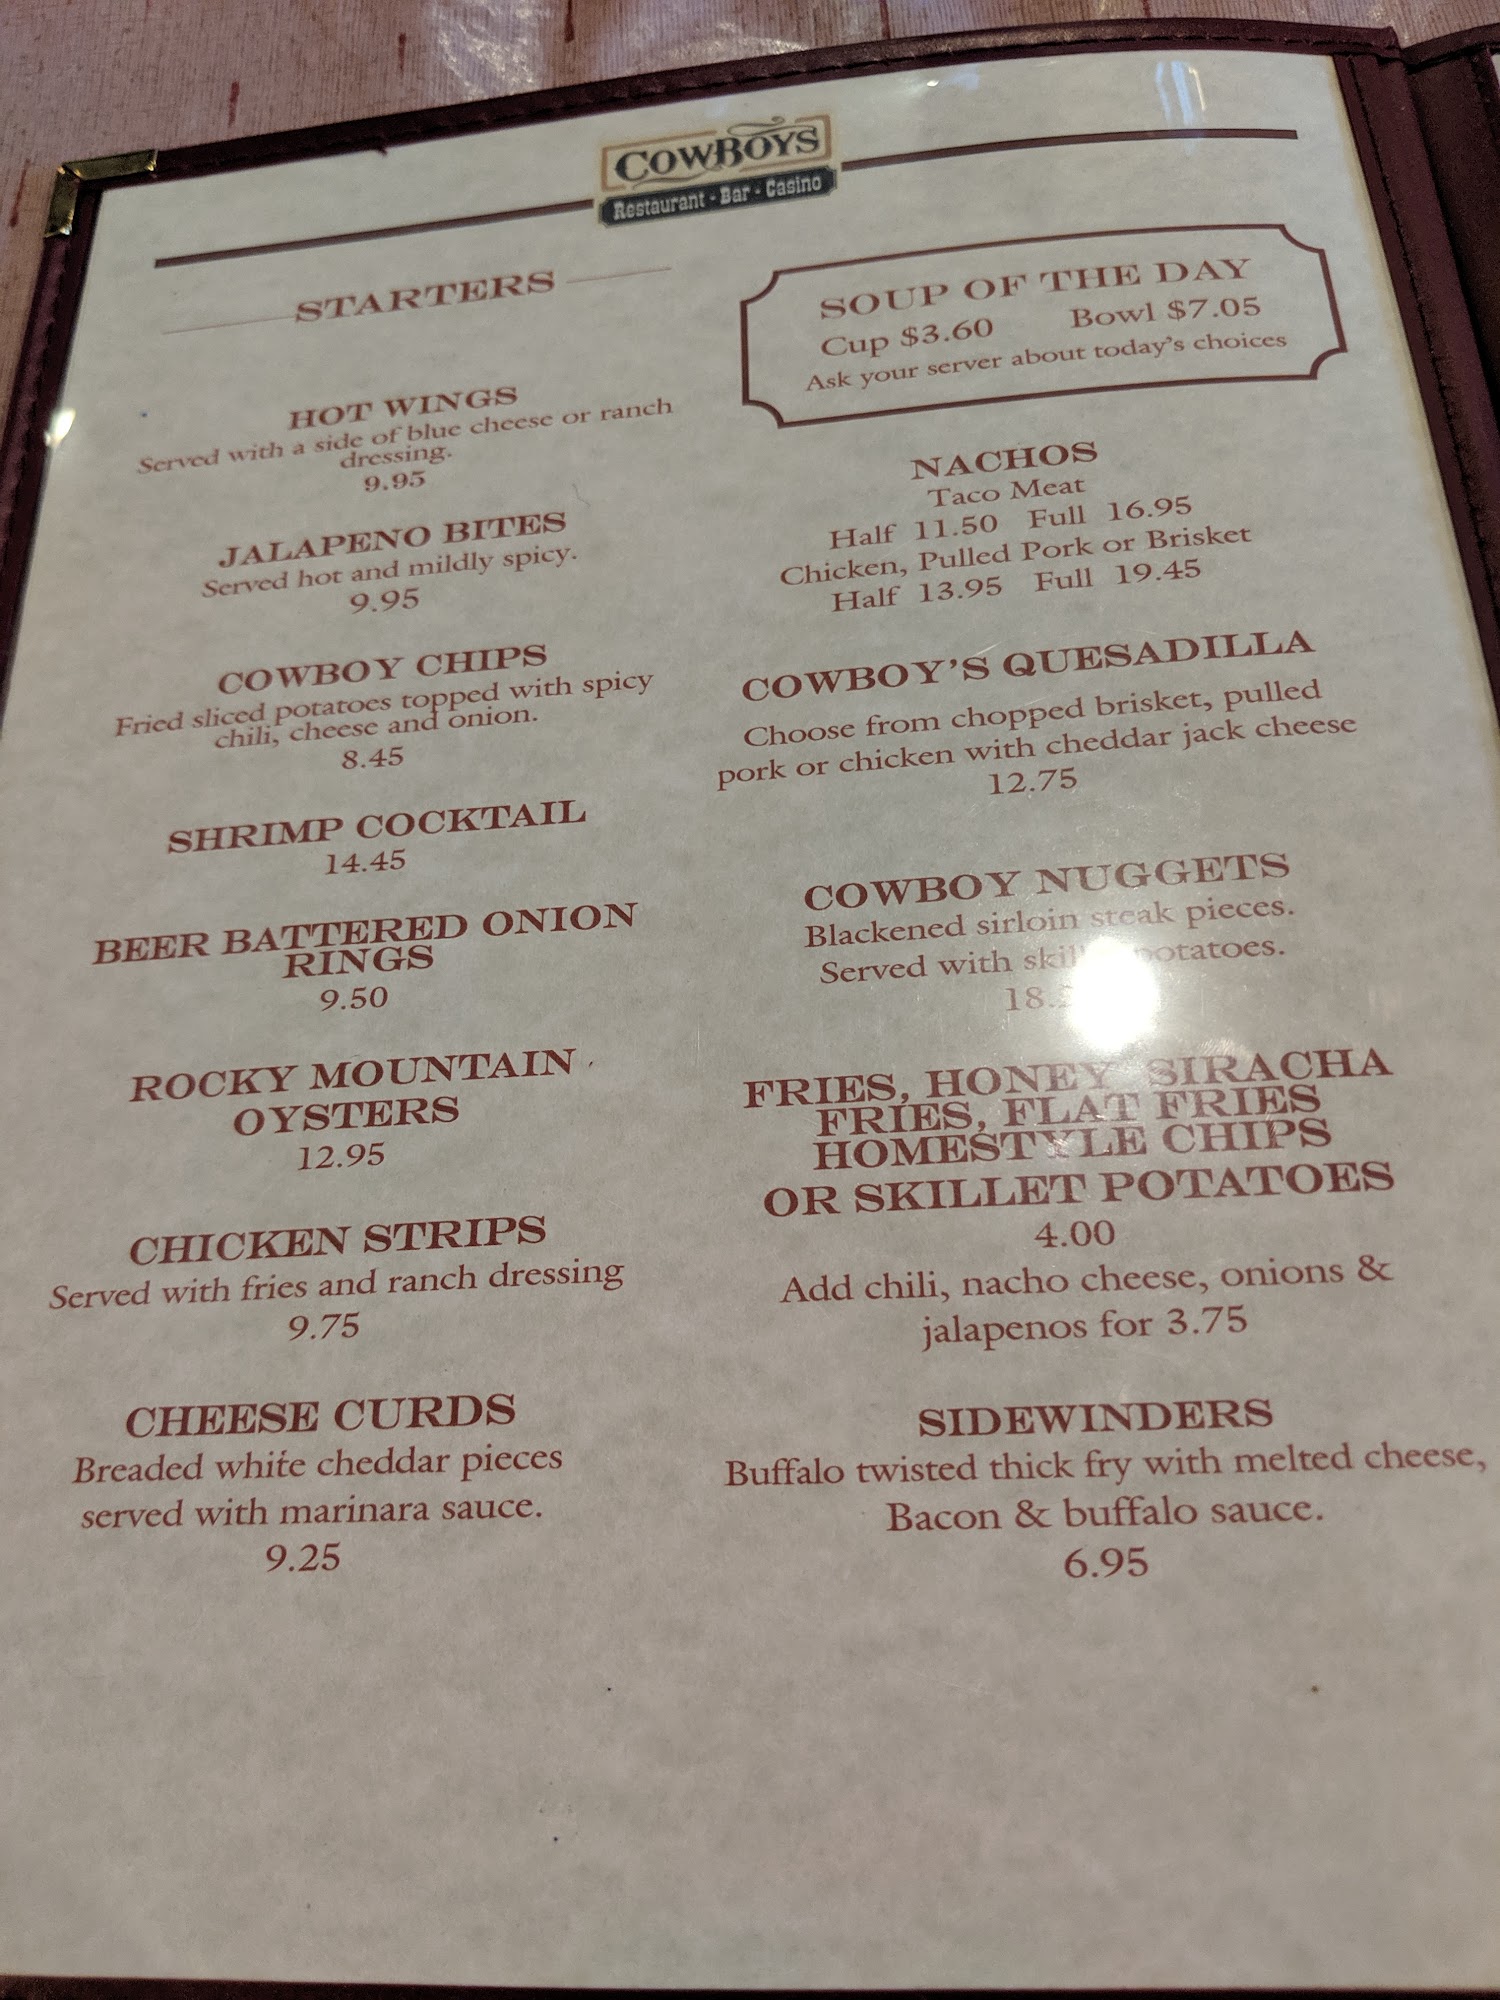 COWBOYS
Restaurant - Bar - Casino
STARTERS
HOT WINGS
Served with a side of blue cheese or ranch
dressing.
9.95
JALAPENO BITES
Served hot and mildly spicy.
9.95
COWBOY CHIPS
Fried sliced potatoes topped with spicy
chili, cheese and onion.
8.45
SHRIMP COCKTAIL
14.45
BEER BATTERED ONION
RINGS
9.50
ROCKY MOUNTAIN
OYSTERS
12.95
CHICKEN STRIPS
Served with fries and ranch dressing
9.75
CHEESE CURDS
Breaded white cheddar pieces
served with marinara sauce.
9.25
SOUP OF THE DAY
Cup $3.60 Bowl $7.05
Ask your server about today's choices
NACHOS
Taco Meat
Half 11.50 Full 16.95
Chicken, Pulled Pork or Brisket
Half 13.95 Full 19.45
COWBOY'S QUESADILLA
Choose from chopped brisket, pulled
pork or chicken with cheddar jack cheese
12.75
COWBOY NUGGETS
Blackened sirloin steak pieces.
Served with potatoes.
FRIES, HONEY SIRACHA
FRIES, FLAT FRIES
HOMESTYLE CHIPS
OR SKILLET POTATOES
4.00
Add chili, nacho cheese, onions &
jalapenos for 3.75
SIDEWINDERS
Buffalo twisted thick fry with melted cheese,
Bacon & buffalo sauce.
6.95